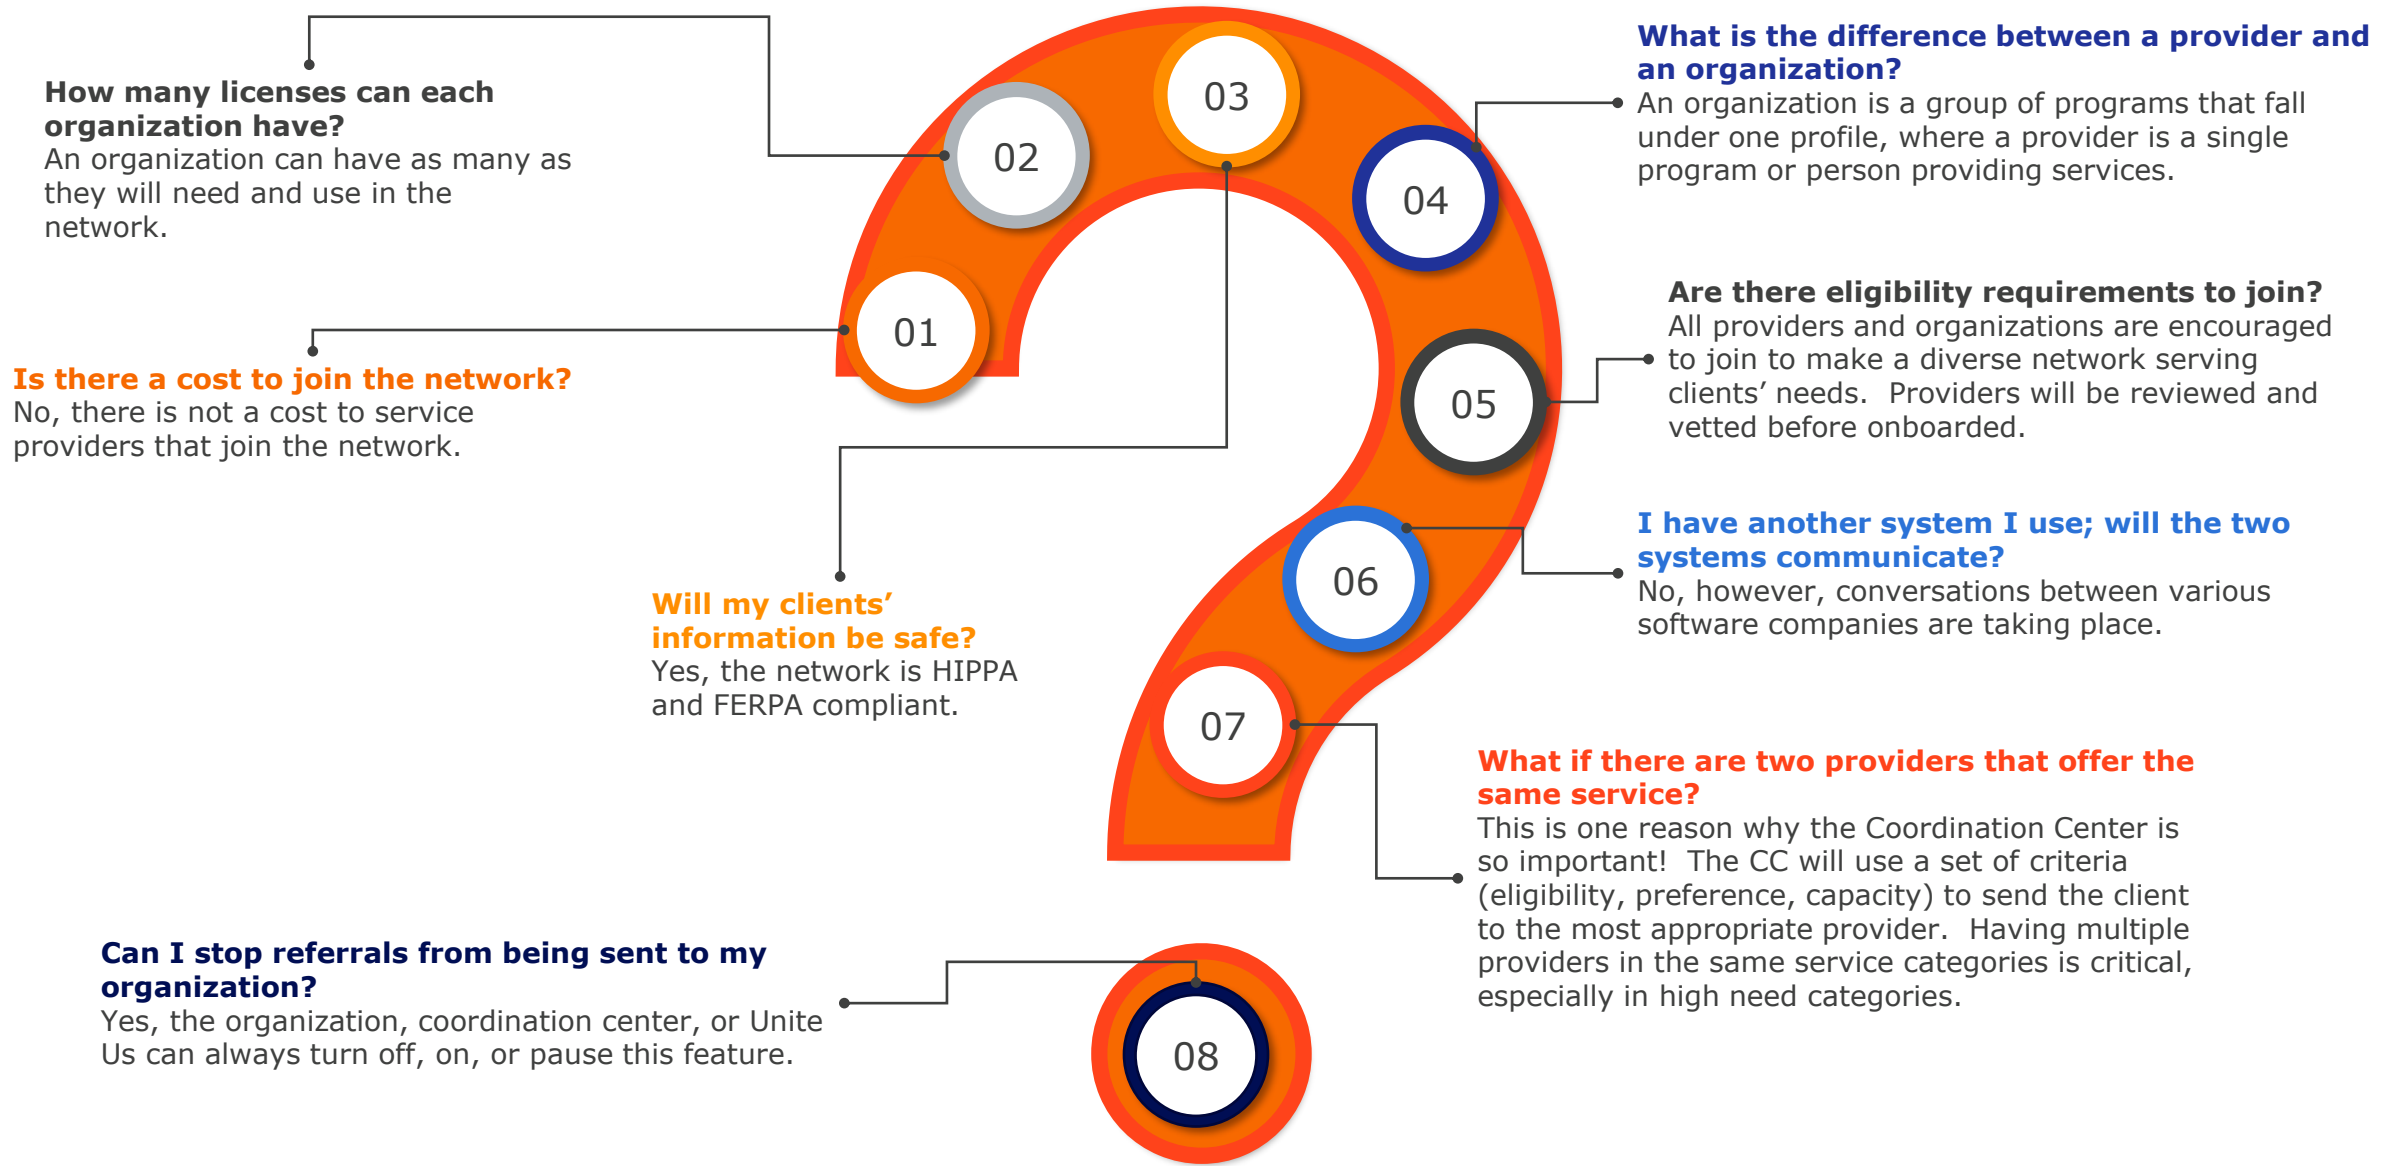 01
Is there a cost to join the network?
No, there is not a cost to service
providers that join the network.
02
How many licenses can each
organization have?
An organization can have as many as
they will need and use in the
network.
03
Will my clients’
information be safe?
Yes, the network is HIPPA
and FERPA compliant.
04
What is the difference between a provider and
an organization?
An organization is a group of programs that fall
under one profile, where a provider is a single
program or person providing services.
05
Are there eligibility requirements to join?
All providers and organizations are encouraged
to join to make a diverse network serving
clients’ needs.  Providers will be reviewed and
vetted before onboarded.
06
I have another system I use; will the two
systems communicate?
No, however, conversations between various
software companies are taking place.
07
What if there are two providers that offer the
same service?
This is one reason why the Coordination Center is
so important!  The CC will use a set of criteria
(eligibility, preference, capacity) to send the client
to the most appropriate provider.  Having multiple
providers in the same service categories is critical,
especially in high need categories.
08
Can I stop referrals from being sent to my
organization?
Yes, the organization, coordination center, or Unite
Us can always turn off, on, or pause this feature.